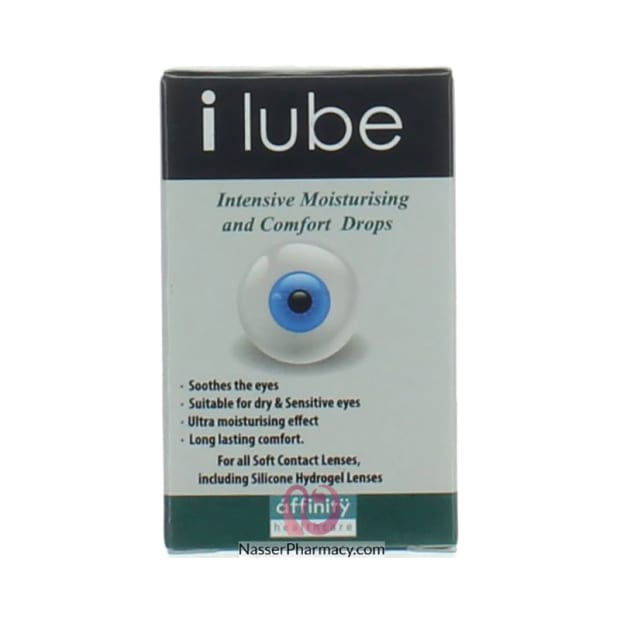 i lube
Intensive Moisturising
and Comfort Drops
· Soothes the eyes
· Suitable for dry & Sensitive eyes
· Ultra moisturising effect
· Long lasting comfort.
For all Soft Contact Lenses,
including Silicone Hydrogel Lenses
áffinitÿ
healthcare
NasserPharmacy.com